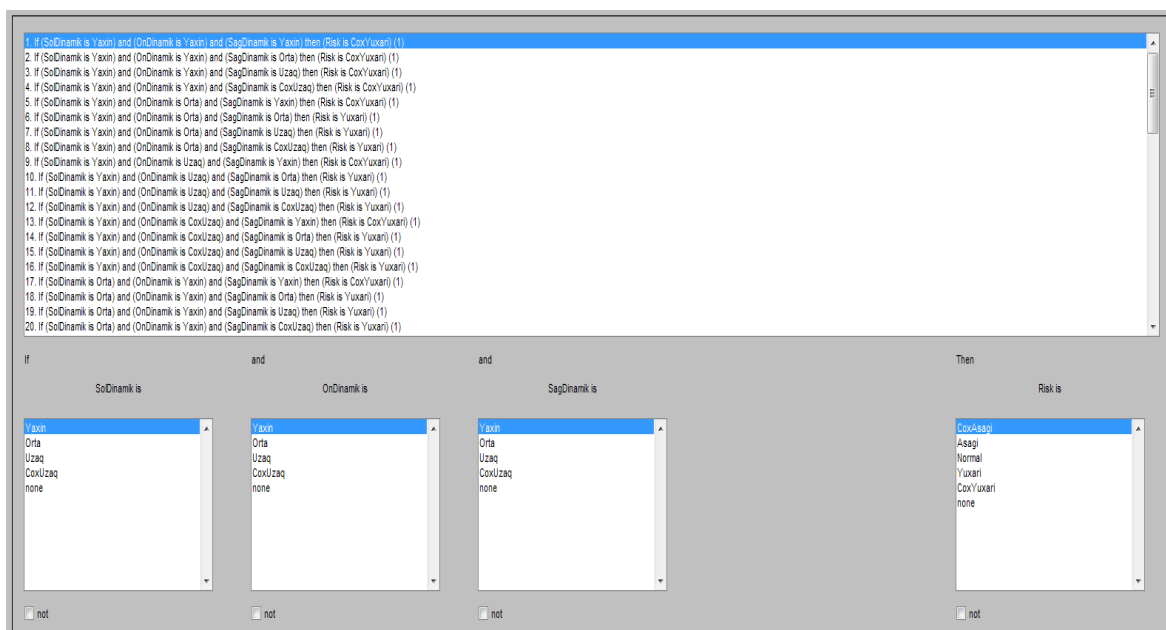 1. If (SolDinamik is Yaxin) and (OnDinamik is Yaxin) and (SagDinamik is Yaxin) then (Risk is CoxYuxari) (1)
2. If (SolDinamik is Yaxin) and (OnDinamik is Yaxin) and (SagDinamik is Orta) then (Risk is CoxYuxari) (1)
3. If (SolDinamik is Yaxin) and (OnDinamik is Yaxin) and (SagDinamik is Uzaq) then (Risk is CoxYuxari) (1)
4. If (SolDinamik is Yaxin) and (OnDinamik is Yaxin) and (SagDinamik is CoxUzaq) then (Risk is CoxYuxari) (1)
5. If (SolDinamik is Yaxin) and (OnDinamik is Orta) and (SagDinamik is Yaxin) then (Risk is CoxYuxari) (1)
6. If (SolDinamik is Yaxin) and (OnDinamik is Orta) and (SagDinamik is Orta) then (Risk is Yuxari) (1)
7. If (SolDinamik is Yaxin) and (OnDinamik is Orta) and (SagDinamik is Uzaq) then (Risk is Yuxari) (1)
8. If (SolDinamik is Yaxin) and (OnDinamik is Orta) and (SagDinamik is CoxUzaq) then (Risk is Yuxari) (1)
9. If (SolDinamik is Yaxin) and (OnDinamik is Uzaq) and (SagDinamik is Yaxin) then (Risk is CoxYuxari) (1)
10. If (SolDinamik is Yaxin) and (OnDinamik is Uzaq) and (SagDinamik is Orta) then (Risk is Yuxari) (1)
11. If (SolDinamik is Yaxin) and (OnDinamik is Uzaq) and (SagDinamik is Uzaq) then (Risk is Yuxari) (1)
12. If (SolDinamik is Yaxin) and (OnDinamik is Uzaq) and (SagDinamik is CoxUzaq) then (Risk is Yuxari) (1)
13. If (SolDinamik is Yaxin) and (OnDinamik is CoxUzaq) and (SagDinamik is Yaxin) then (Risk is CoxYuxari) (1)
14. If (SolDinamik is Yaxin) and (OnDinamik is CoxUzaq) and (SagDinamik is Orta) then (Risk is Yuxari) (1)
15. If (SolDinamik is Yaxin) and (OnDinamik is CoxUzaq) and (SagDinamik is Uzaq) then (Risk is Yuxari) (1)
16. If (SolDinamik is Yaxin) and (OnDinamik is CoxUzaq) and (SagDinamik is CoxUzaq) then (Risk is Yuxari) (1)
17. If (SolDinamik is Orta) and (OnDinamik is Yaxin) and (SagDinamik is Yaxin) then (Risk is CoxYuxari) (1)
18. If (SolDinamik is Orta) and (OnDinamik is Yaxin) and (SagDinamik is Orta) then (Risk is Yuxari) (1)
19. If (SolDinamik is Orta) and (OnDinamik is Yaxin) and (SagDinamik is Uzaq) then (Risk is Yuxari) (1)
20. If (SolDinamik is Orta) and (OnDinamik is Yaxin) and (SagDinamik is CoxUzaq) then (Risk is Yuxari) (1)
If and and Then
SolDinamik is OnDinamik is SagDinamik is Risk is
Yaxin Yaxin Yaxin CoxAsagi
Orta Orta Orta Asagi
Uzaq Uzaq Uzaq Normal
CoxUzaq CoxUzaq CoxUzaq Yuxari
none none none CoxYuxari
none
not not not not